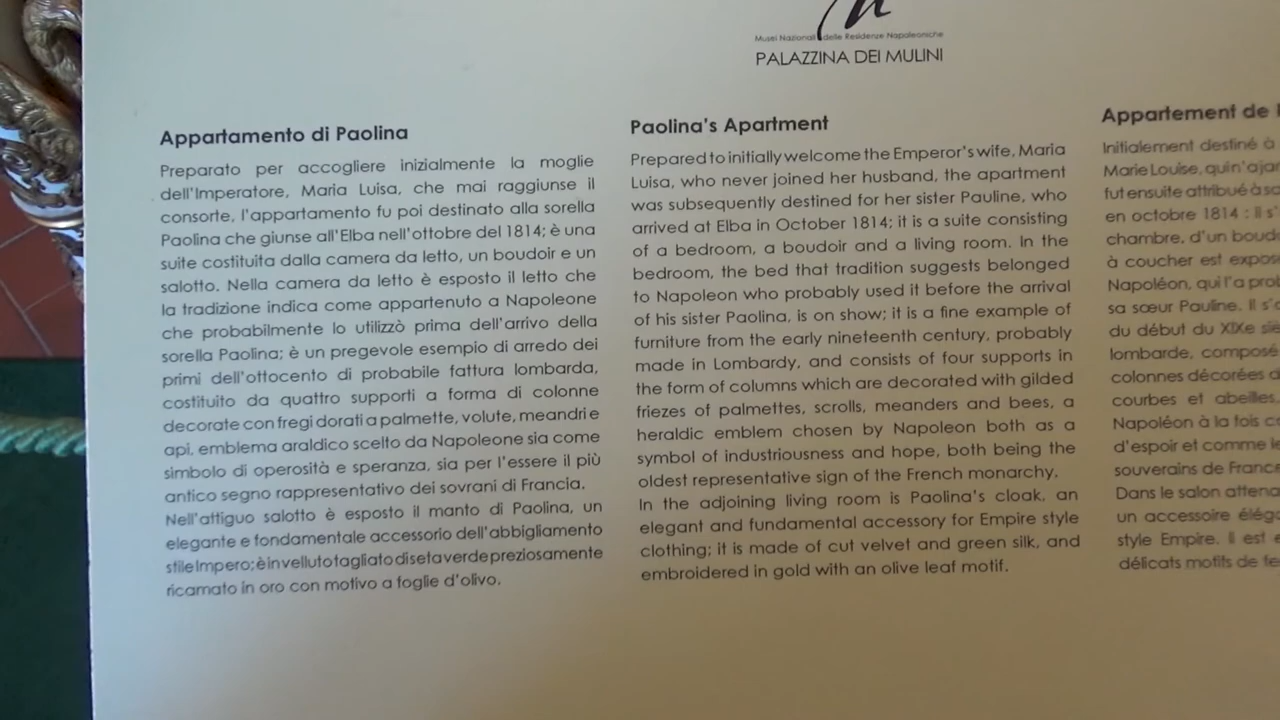 Musei Nazionali delle Residenze Napoleoniche
PALAZZINA DEI MULINI
Appartamento di Paolina
Preparato per accogliere inizialmente la moglie
dell'Imperatore, Maria Luisa, che mai raggiunse il
consorte, l'appartamento fu poi destinato alla sorella
Paolina che giunse all'Elba nell'ottobre del 1814; è una
suite costituita dalla camera da letto, un boudoir e un
salotto. Nella camera da letto è esposto il letto che
la tradizione indica come appartenuto a Napoleone
che probabilmente lo utilizzò prima dell'arrivo della
sorella Paolina; è un pregevole esempio di arredo dei
primi dell'ottocento di probabile fattura lombarda,
costituito da quattro supporti a forma di colonne
decorate con fregi dorati a palmette, volute, meandri e
api, emblema araldico scelto da Napoleone sia come
simbolo di operosità e speranza, sia per l'essere il più
antico segno rappresentativo dei sovrani di Francia.
Nell'attiguo salotto è esposto il manto di Paolina, un
elegante e fondamentale accessorio dell'abbigliamento
stile Impero; è in velluto tagliato di seta verde preziosamente
ricamato in oro con motivo a foglie d'olivo.
Paolina's Apartment
Prepared to initially welcome the Emperor's wife, Maria
Luisa, who never joined her husband, the apartment
was subsequently destined for her sister Pauline, who
arrived at Elba in October 1814; it is a suite consisting
of a bedroom, a boudoir and a living room. In the
bedroom, the bed that tradition suggests belonged
to Napoleon who probably used it before the arrival
of his sister Paolina, is on show; it is a fine example of
furniture from the early nineteenth century, probably
made in Lombardy, and consists of four supports in
the form of columns which are decorated with gilded
friezes of palmettes, scrolls, meanders and bees, a
heraldic emblem chosen by Napoleon both as a
symbol of industriousness and hope, both being the
oldest representative sign of the French monarchy.
In the adjoining living room is Paolina's cloak, an
elegant and fundamental accessory for Empire style
clothing; it is made of cut velvet and green silk, and
embroidered in gold with an olive leaf motif.
Appartement de
Initialement destiné à
Marie Louise, qui n'a
fut ensuite attribué à
en octobre 1814 : il
chambre, d'un
à coucher est
Napoléon, qui l'a
sa sœur Pauline. Il
du début du XIXe
lombarde, composé
colonnes décorées
courbes et abeilles,
Napoléon à la fois
d'espoir et comme
souverains de France
Dans le salon
un accessoire
style Empire. Il est
délicats motifs de